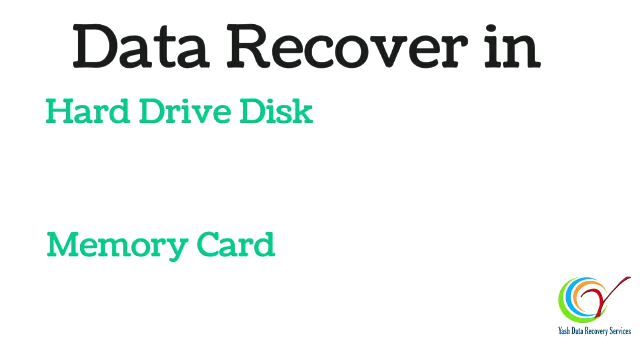 Data Recover in
Hard Drive Disk
Memory Card
Yash Data Recovery Services